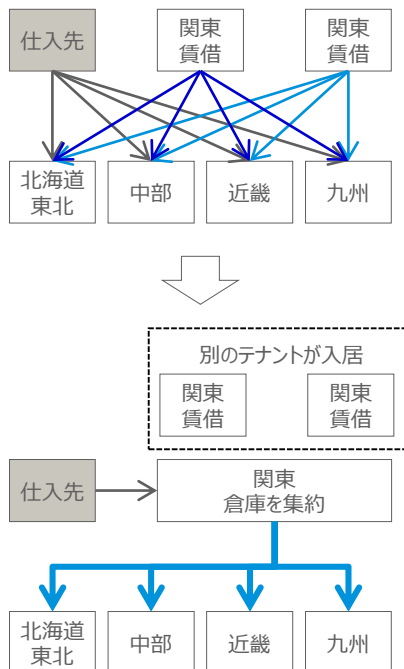 仕入先
関東
賃借
関東
賃借
北海道
東北
中部
近畿
九州
別のテナントが入居
関東
賃借
関東
賃借
仕入先
関東
倉庫を集約
北海道
東北
中部
近畿
九州